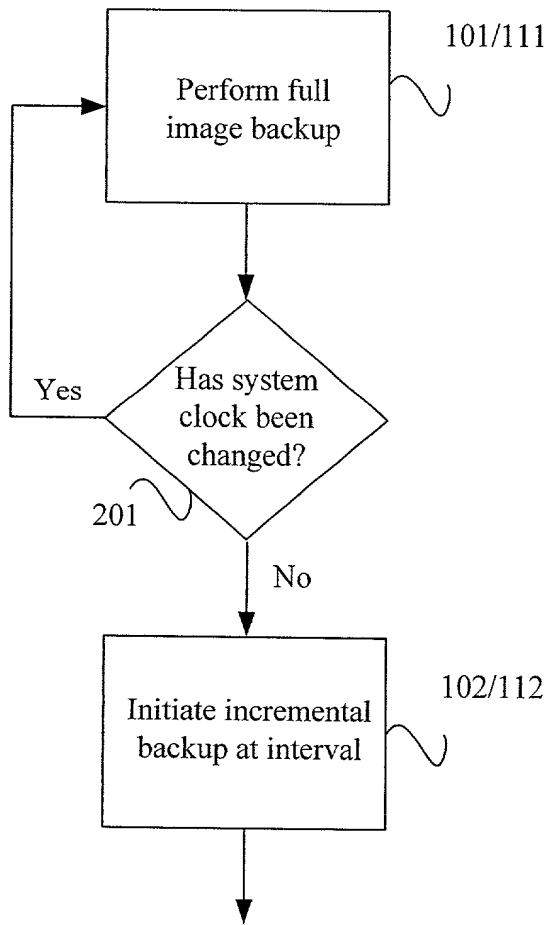 101/111
Perform full
image backup
Has system
clock been
changed?
Yes
201
No
102/112
Initiate incremental
backup at interval